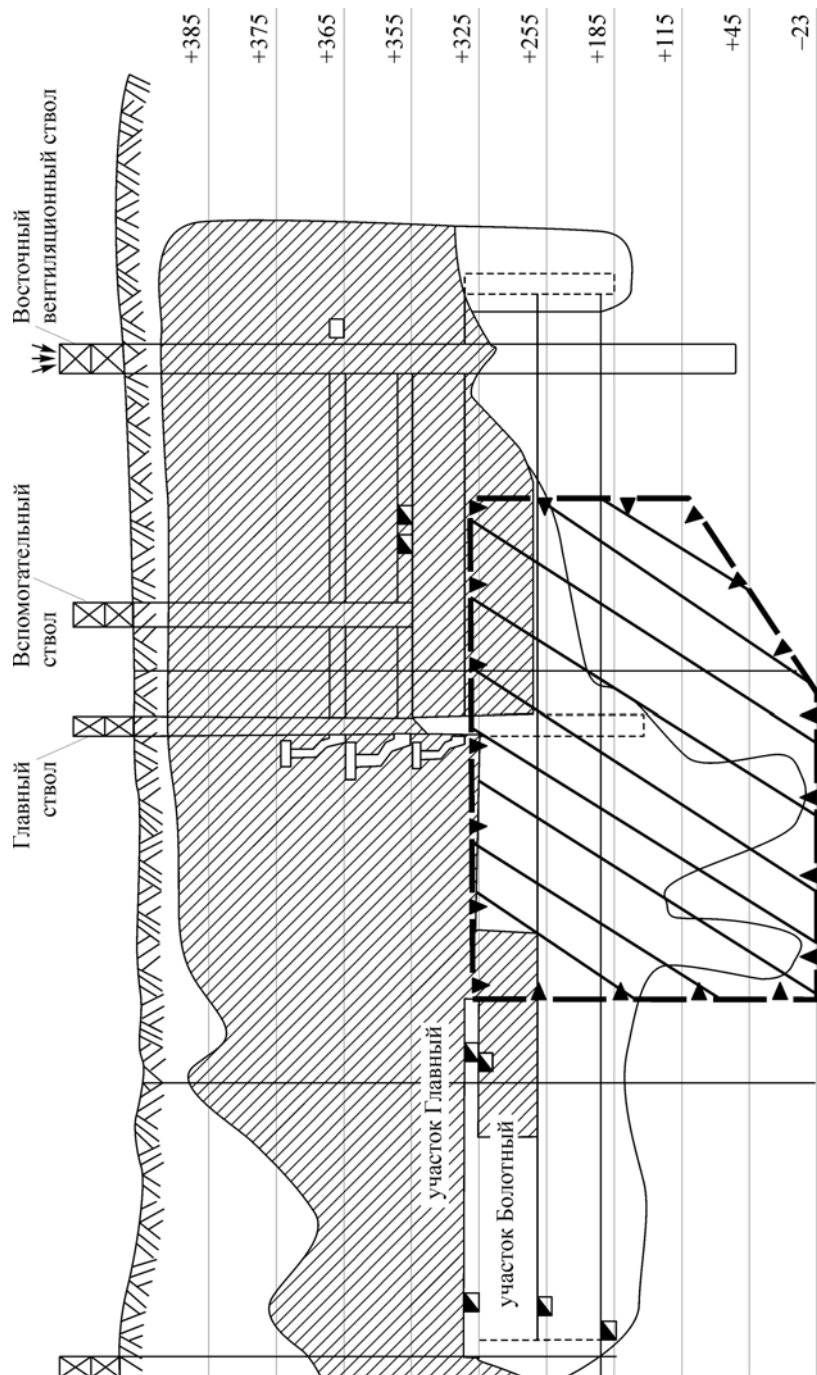 Главный
ствол
Вспомогательный
ствол
Восточный
вентиляционный ствол
+385
+375
+365
+355
+325
+255
+185
+115
+45
−23
участок Главный
участок Болотный